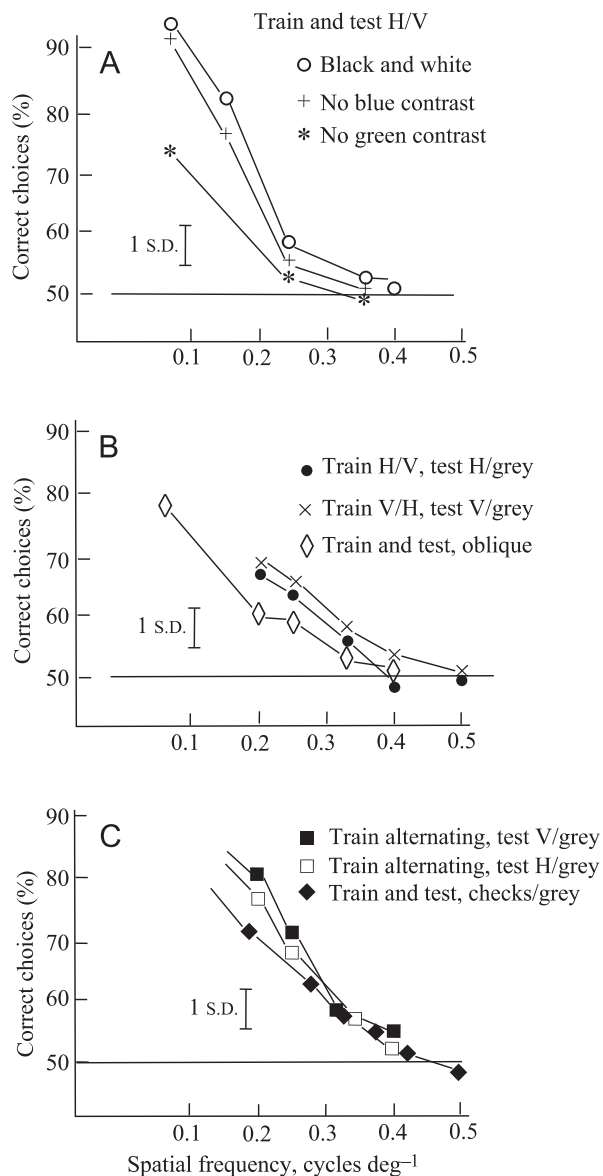 Train and test H/V
A
Black and white
No blue contrast
No green contrast
Correct choices (%)
90
80
70
60
50
1 S.D.
0.1 0.2 0.3 0.4 0.5
B
Train H/V, test H/grey
Train V/H, test V/grey
Train and test, oblique
Correct choices (%)
90
80
70
60
50
1 S.D.
0.1 0.2 0.3 0.4 0.5
C
Train alternating, test V/grey
Train alternating, test H/grey
Train and test, checks/grey
Correct choices (%)
90
80
70
60
50
1 S.D.
0.1 0.2 0.3 0.4 0.5
Spatial frequency, cycles deg⁻¹